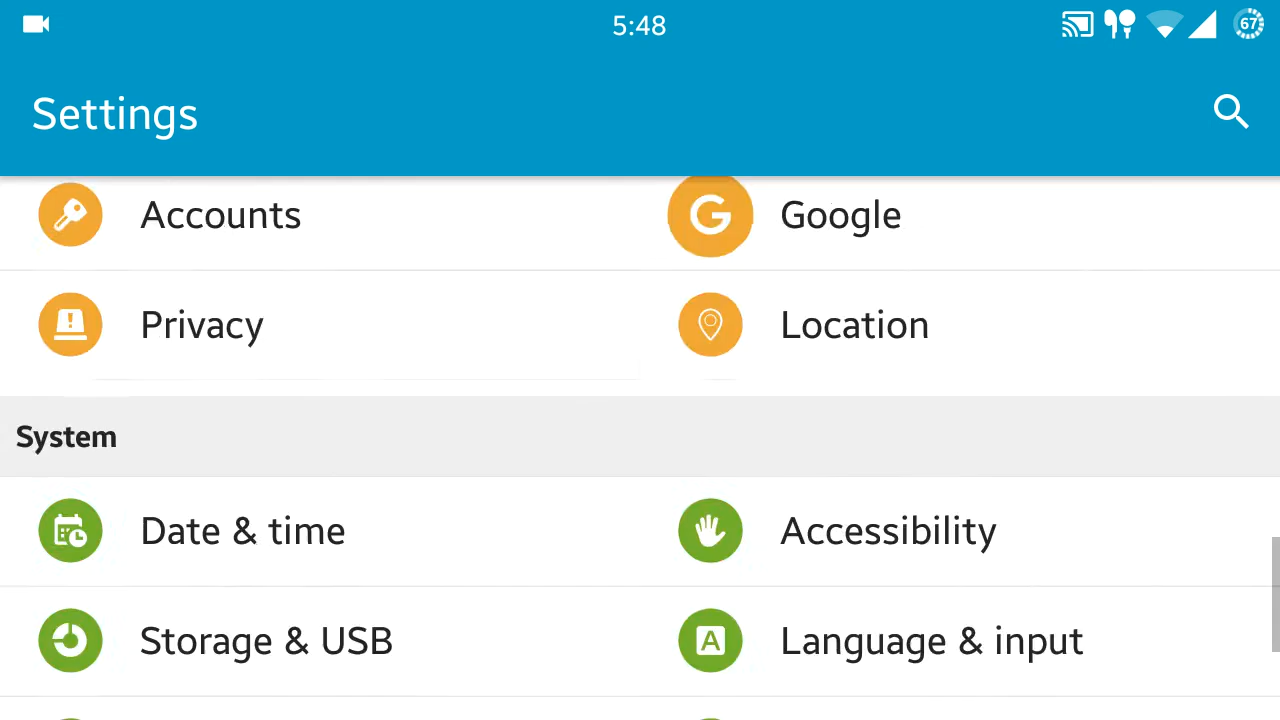 5:48
67
Settings
Accounts
Google
Privacy
Location
System
Date & time
Accessibility
Storage & USB
Language & input